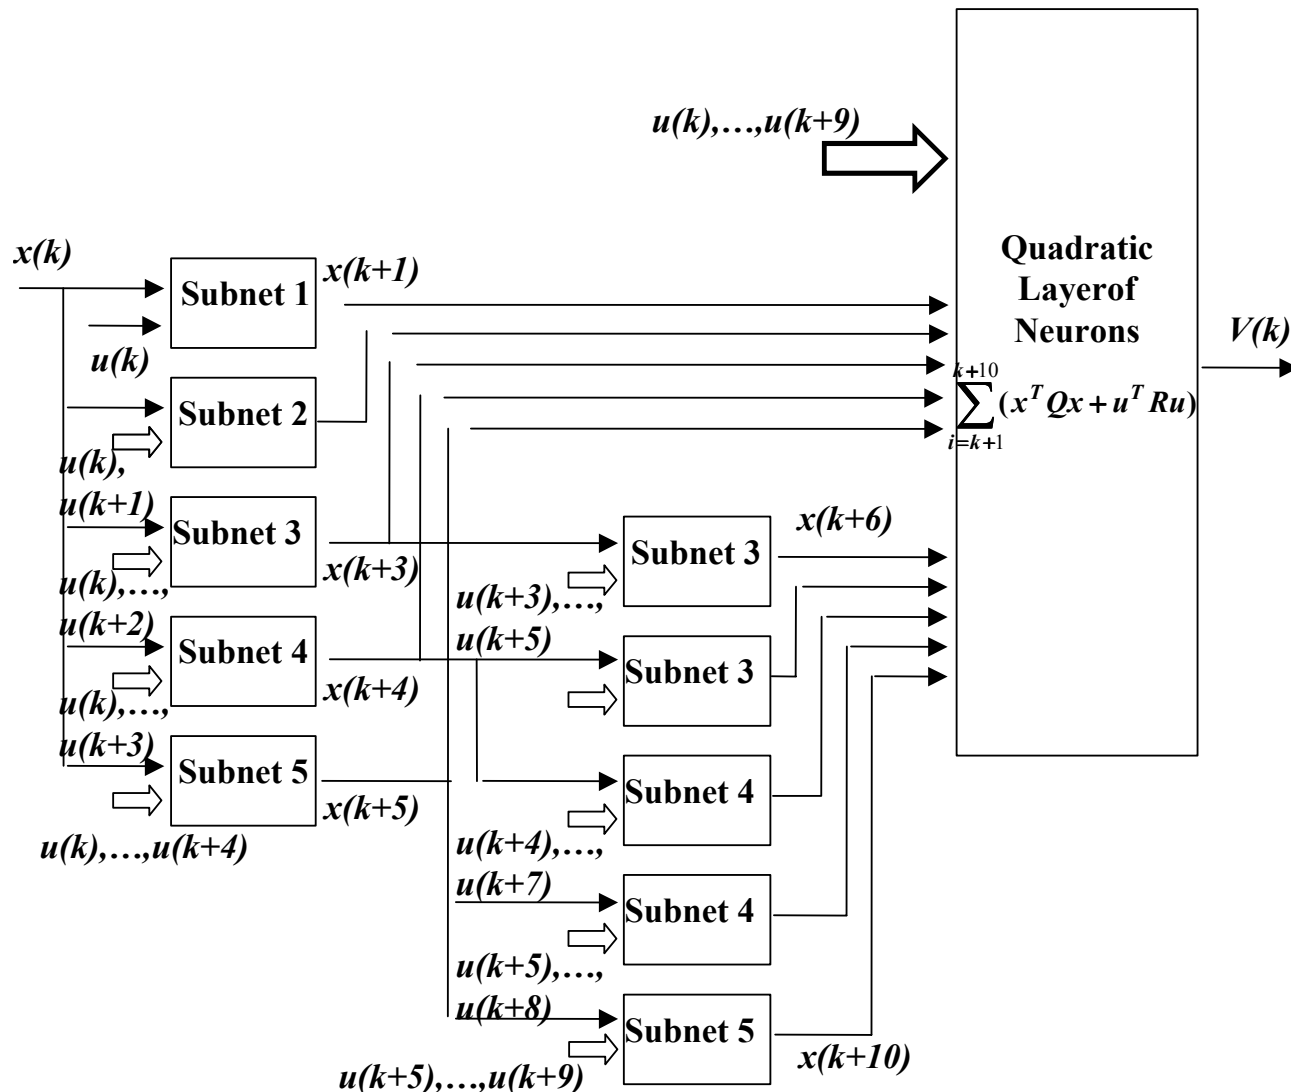 u(k),…,u(k+9)
x(k)
Subnet 1
x(k+1)
u(k)
Subnet 2
u(k),
u(k+1)
Subnet 3
x(k+3)
u(k),…,
u(k+2)
Subnet 4
x(k+4)
u(k),…,
u(k+3)
Subnet 5
x(k+5)
u(k),…,u(k+4)
Subnet 3
x(k+6)
u(k+3),…,
u(k+5)
Subnet 3
Subnet 4
u(k+4),…,
u(k+7)
Subnet 4
u(k+5),…,
u(k+8)
Subnet 5
x(k+10)
u(k+5),…,u(k+9)
Quadratic
Layerof
Neurons
k+10
∑(x^T Qx + u^T Ru)
i=k+1
V(k)